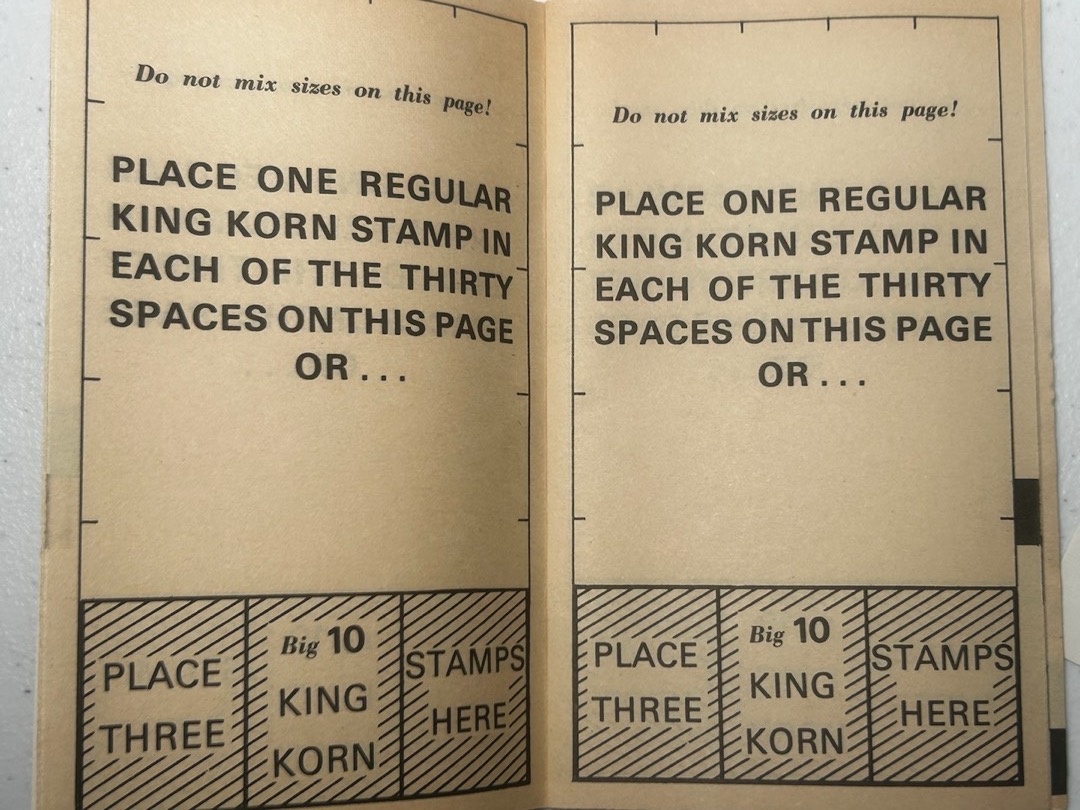 Do not mix sizes on this page!
PLACE ONE REGULAR
KING KORN STAMP IN
EACH OF THE THIRTY
SPACES ON THIS PAGE
OR . . .
PLACE
THREE
Big 10
KING
KORN
STAMPS
HERE
Do not mix sizes on this page!
PLACE ONE REGULAR
KING KORN STAMP IN
EACH OF THE THIRTY
SPACES ON THIS PAGE
OR . . .
PLACE
THREE
Big 10
KING
KORN
STAMPS
HERE